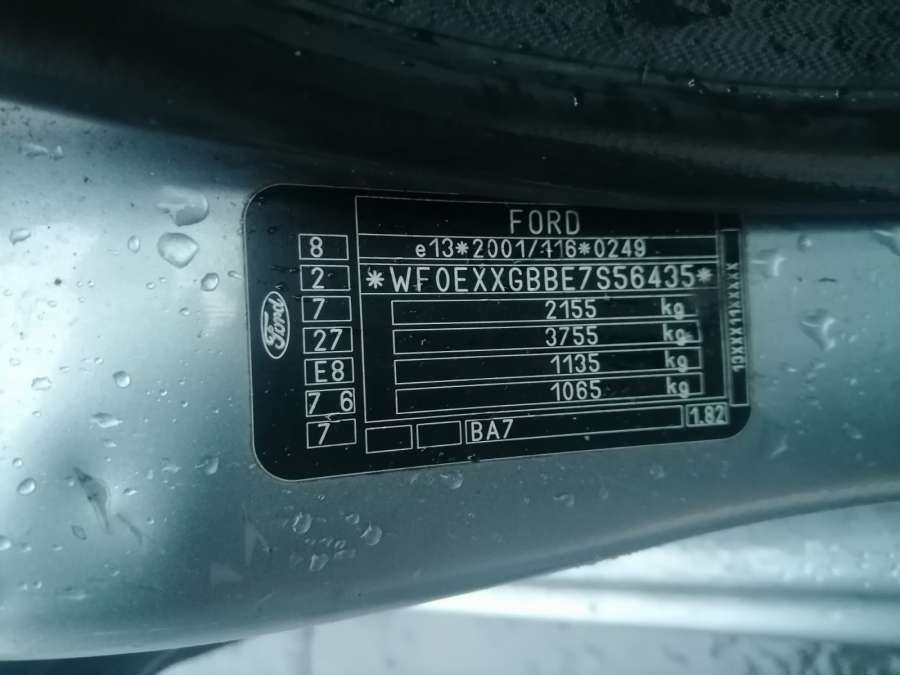 FORD
8 e13*2001/116*0249
2 *WF0EXXGBBE7S56435*
7 2155 kg
27 3755 kg
E8 1135 kg
7 6 1065 kg
7 BA7 1.82
Ford